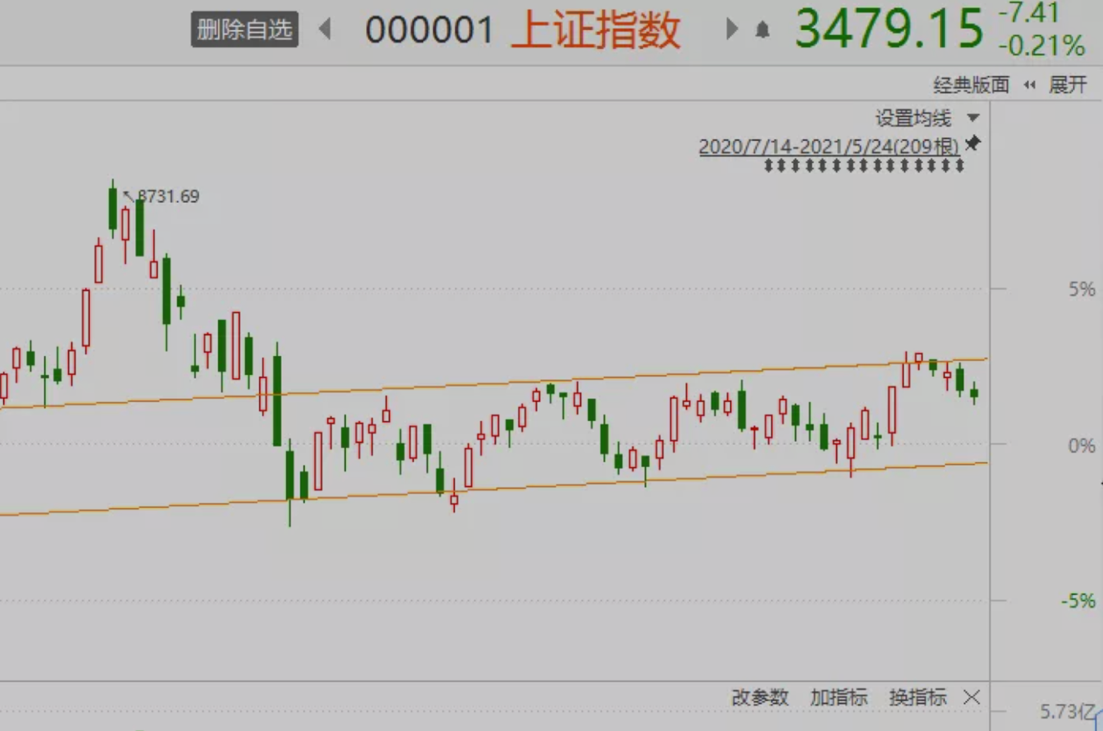 删除自选 000001 上证指数 3479.15 -7.41
-0.21%
经典版面 展开
设置均线
2020/7/14-2021/5/24(209根)
3731.69
5%
0%
-5%
改参数 加指标 换指标
5.73亿